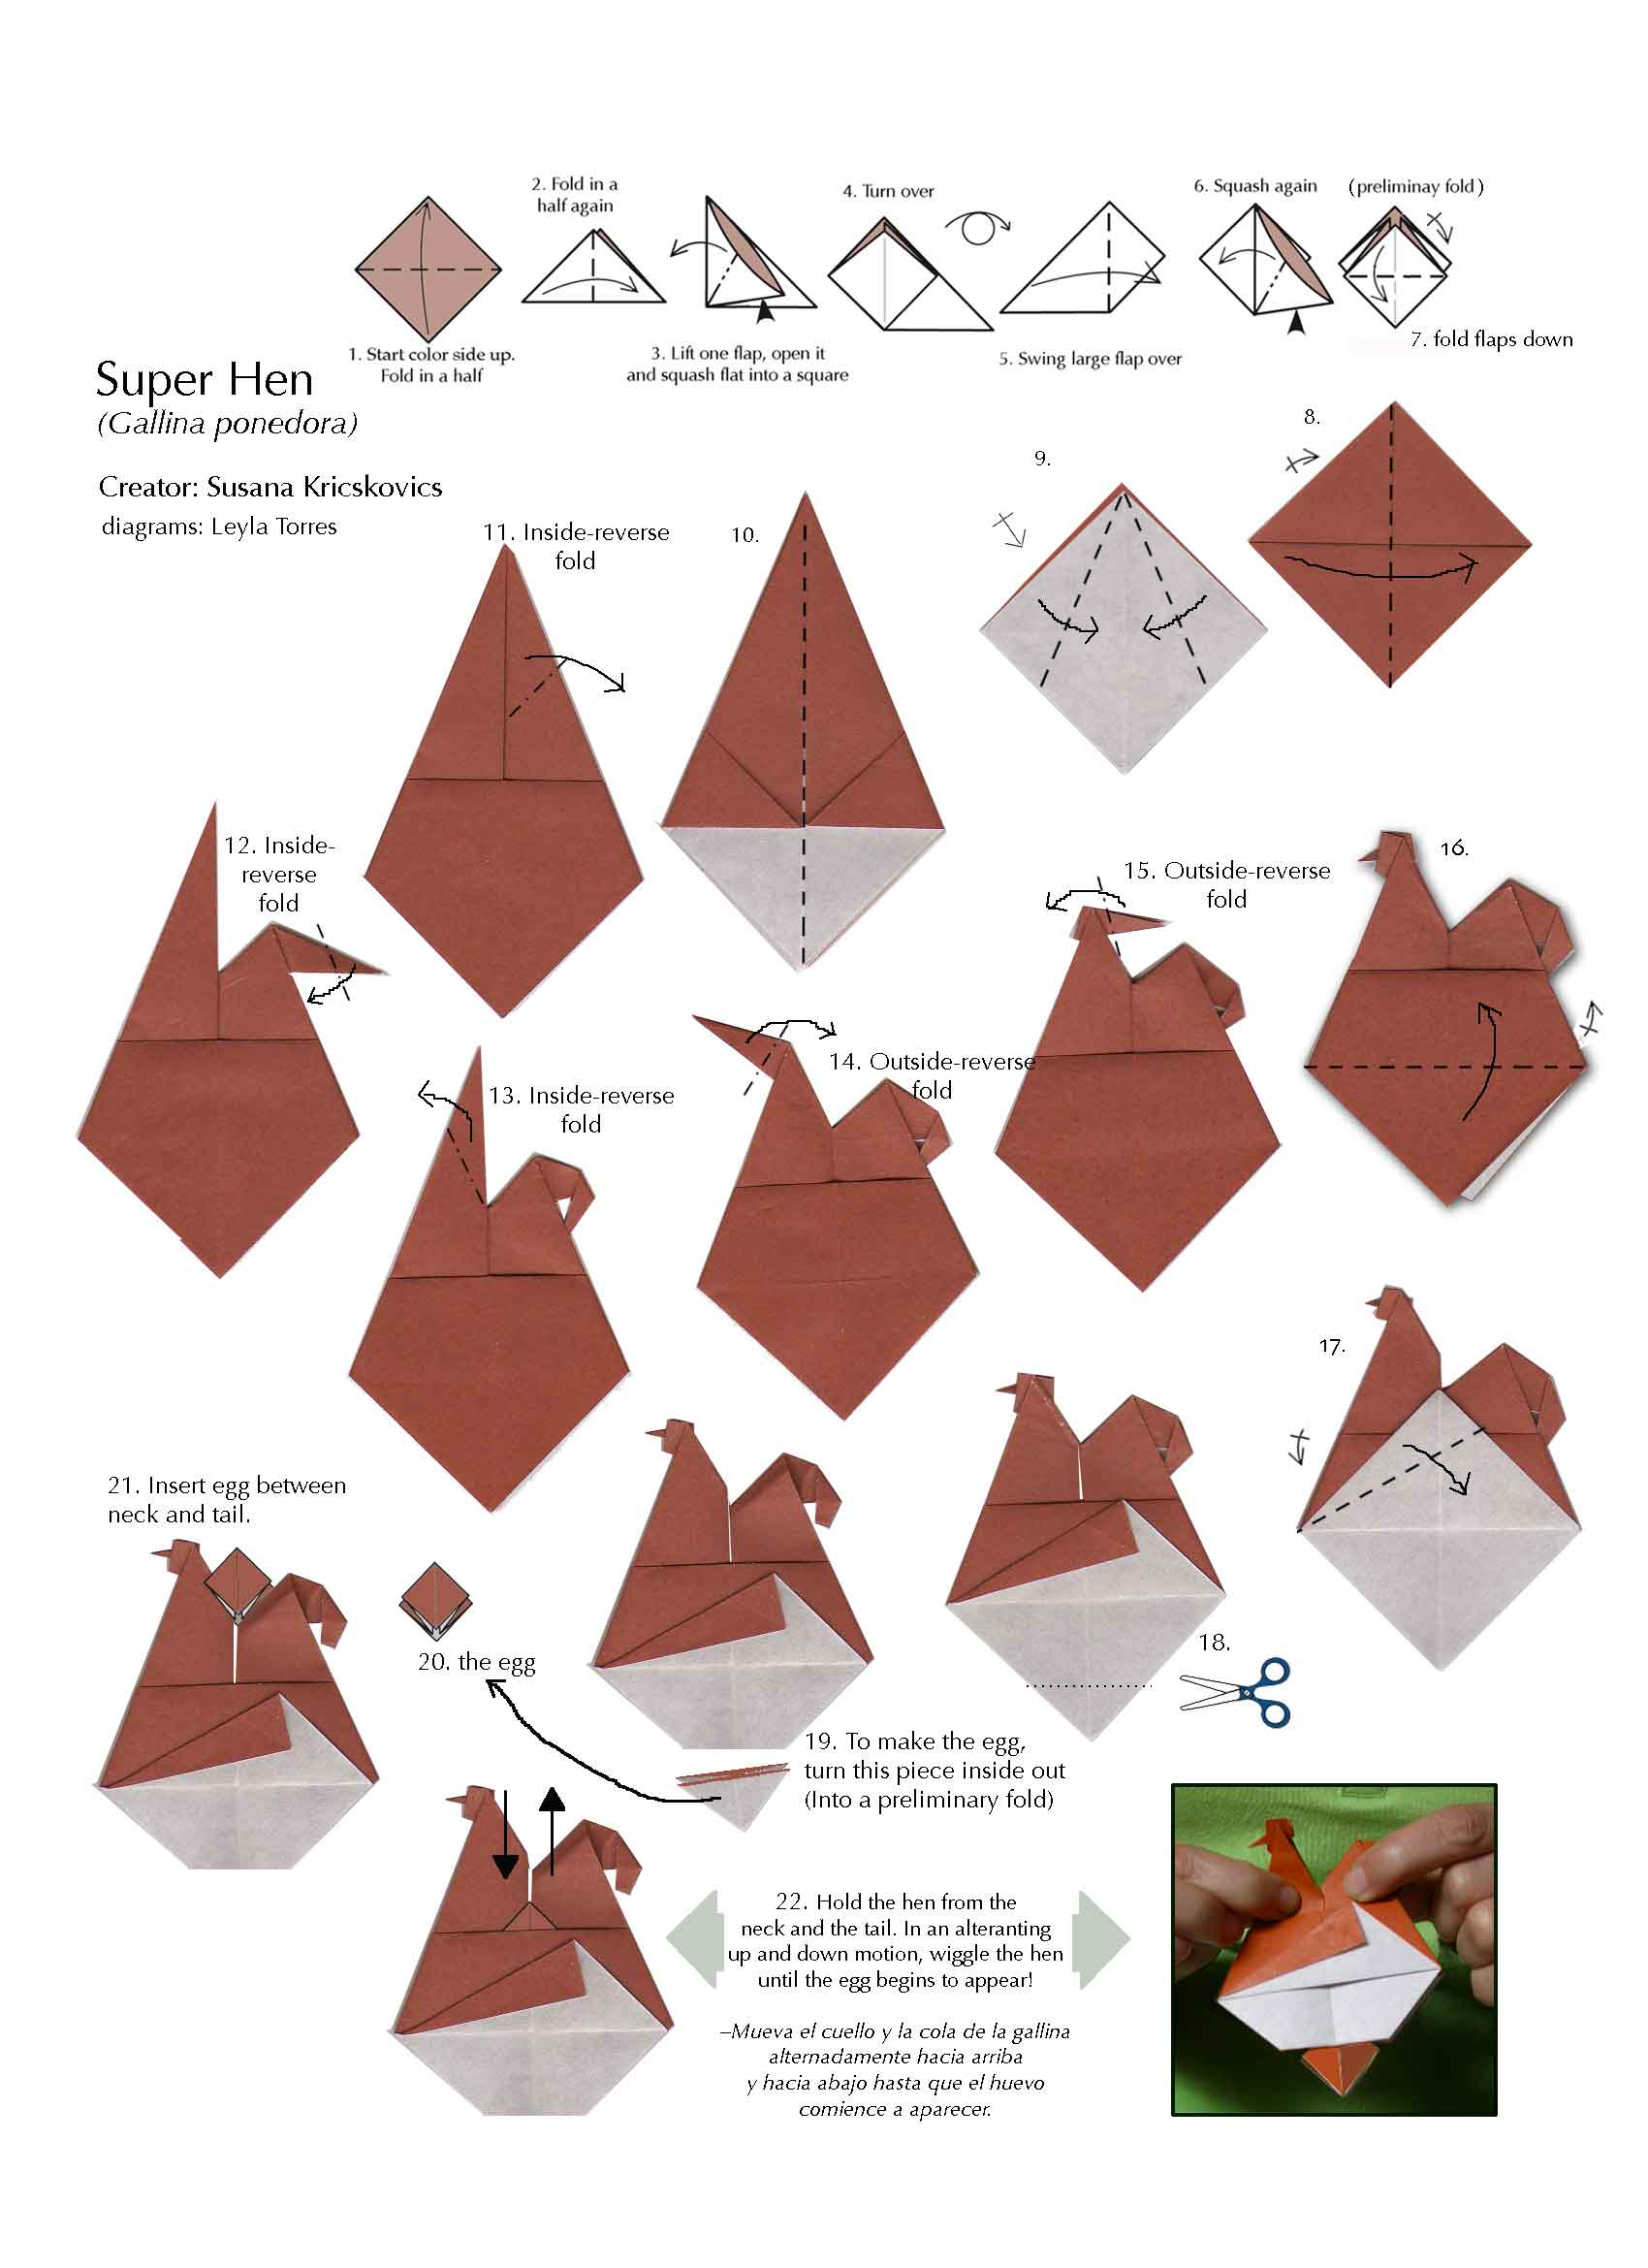 Super Hen
(Gallina ponedora)
Creator: Susana Kricskovics
diagrams: Leyla Torres
1. Start color side up.
Fold in a half
2. Fold in a
half again
3. Lift one flap, open it
and squash flat into a square
4. Turn over
5. Swing large flap over
6. Squash again
(preliminay fold)
7. fold flaps down
8.
9.
10.
11. Inside-reverse
fold
12. Inside-
reverse
fold
13. Inside-reverse
fold
14. Outside-reverse
fold
15. Outside-reverse
fold
16.
17.
18.
19. To make the egg,
turn this piece inside out
(Into a preliminary fold)
20. the egg
21. Insert egg between
neck and tail.
22. Hold the hen from the
neck and the tail. In an alteranting
up and down motion, wiggle the hen
until the egg begins to appear!
–Mueva el cuello y la cola de la gallina
alternadamente hacia arriba
y hacia abajo hasta que el huevo
comience a aparecer.